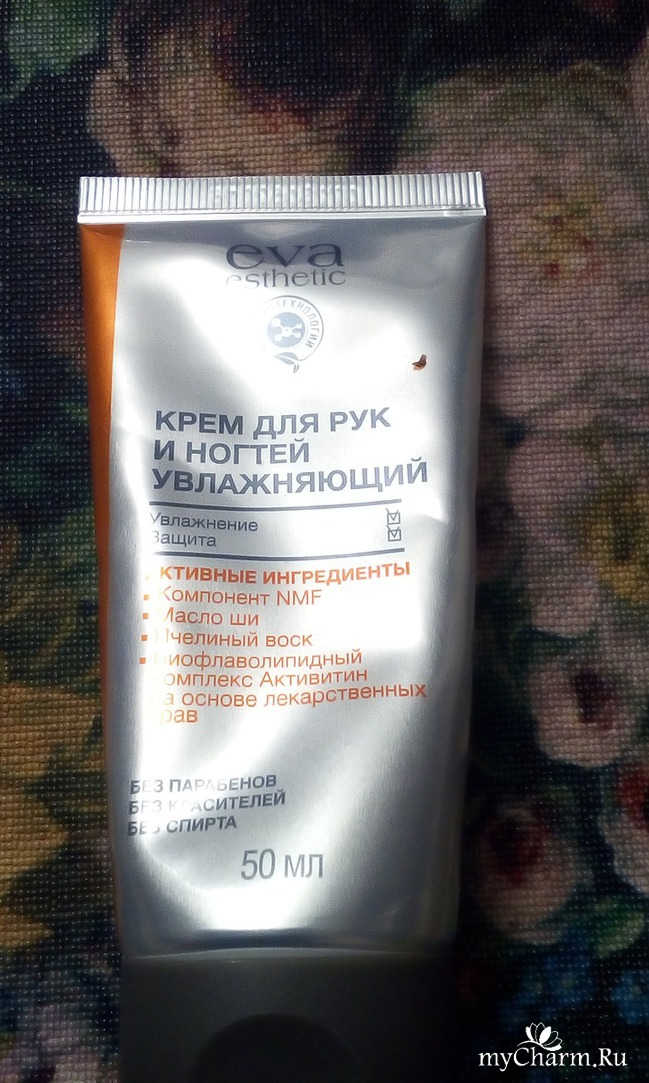 eva
esthetic
ТЕХНОЛОГИИ
КРЕМ ДЛЯ РУК
И НОГТЕЙ
УВЛАЖНЯЮЩИЙ
Увлажнение
Защита
АКТИВНЫЕ ИНГРЕДИЕНТЫ
Компонент NMF
Масло ши
Пчелиный воск
Биофлаволипидный
комплекс Активитин
на основе лекарственных
трав
БЕЗ ПАРАБЕНОВ
БЕЗ КРАСИТЕЛЕЙ
БЕЗ СПИРТА
50 МЛ
myCharm.Ru